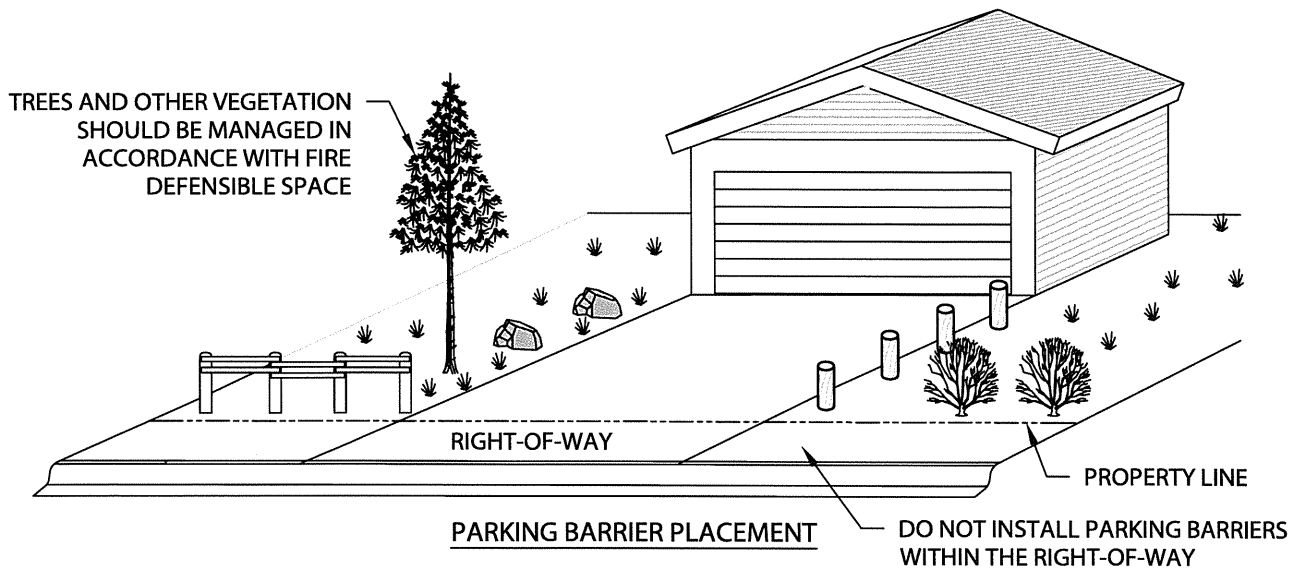 TREES AND OTHER VEGETATION
SHOULD BE MANAGED IN
ACCORDANCE WITH FIRE
DEFENSIBLE SPACE
RIGHT-OF-WAY
PROPERTY LINE
PARKING BARRIER PLACEMENT
DO NOT INSTALL PARKING BARRIERS
WITHIN THE RIGHT-OF-WAY